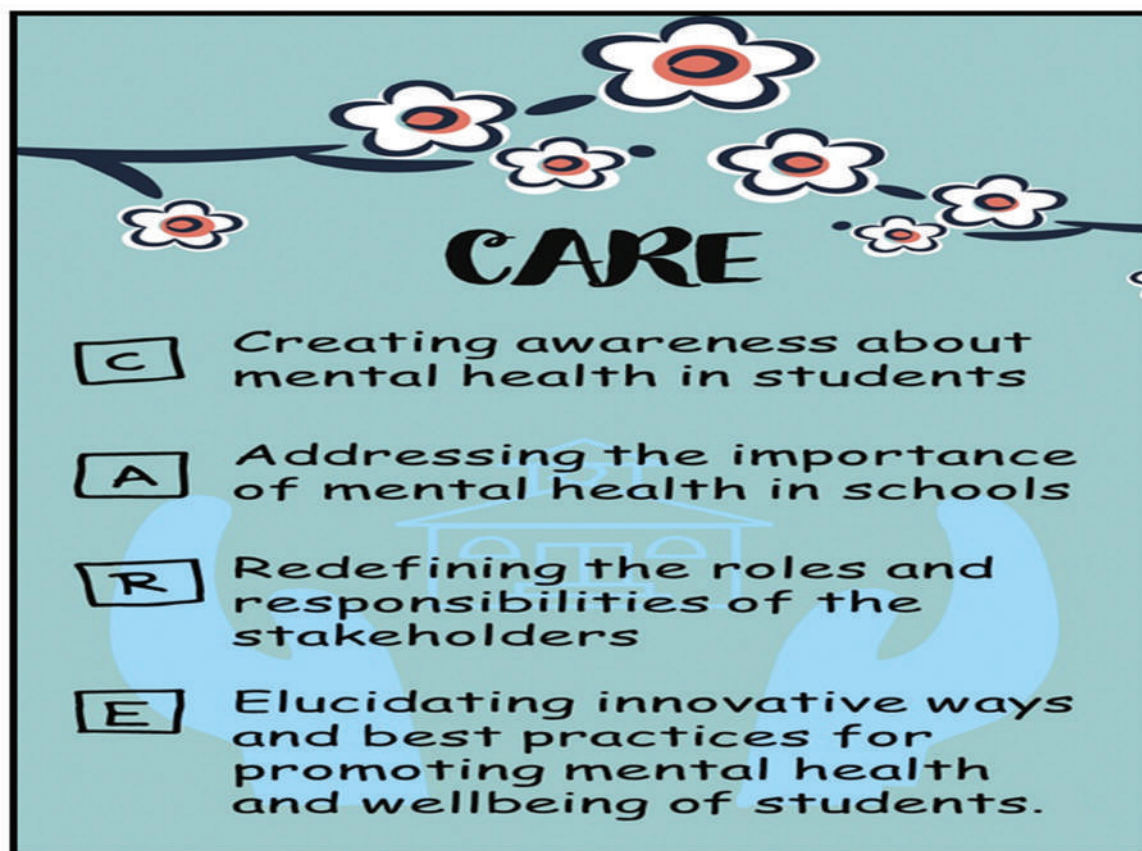 CARE
C
Creating awareness about
mental health in students
A
Addressing the importance
of mental health in schools
R
Redefining the roles and
responsibilities of the
stakeholders
E
Elucidating innovative ways
and best practices for
promoting mental health
and wellbeing of students.